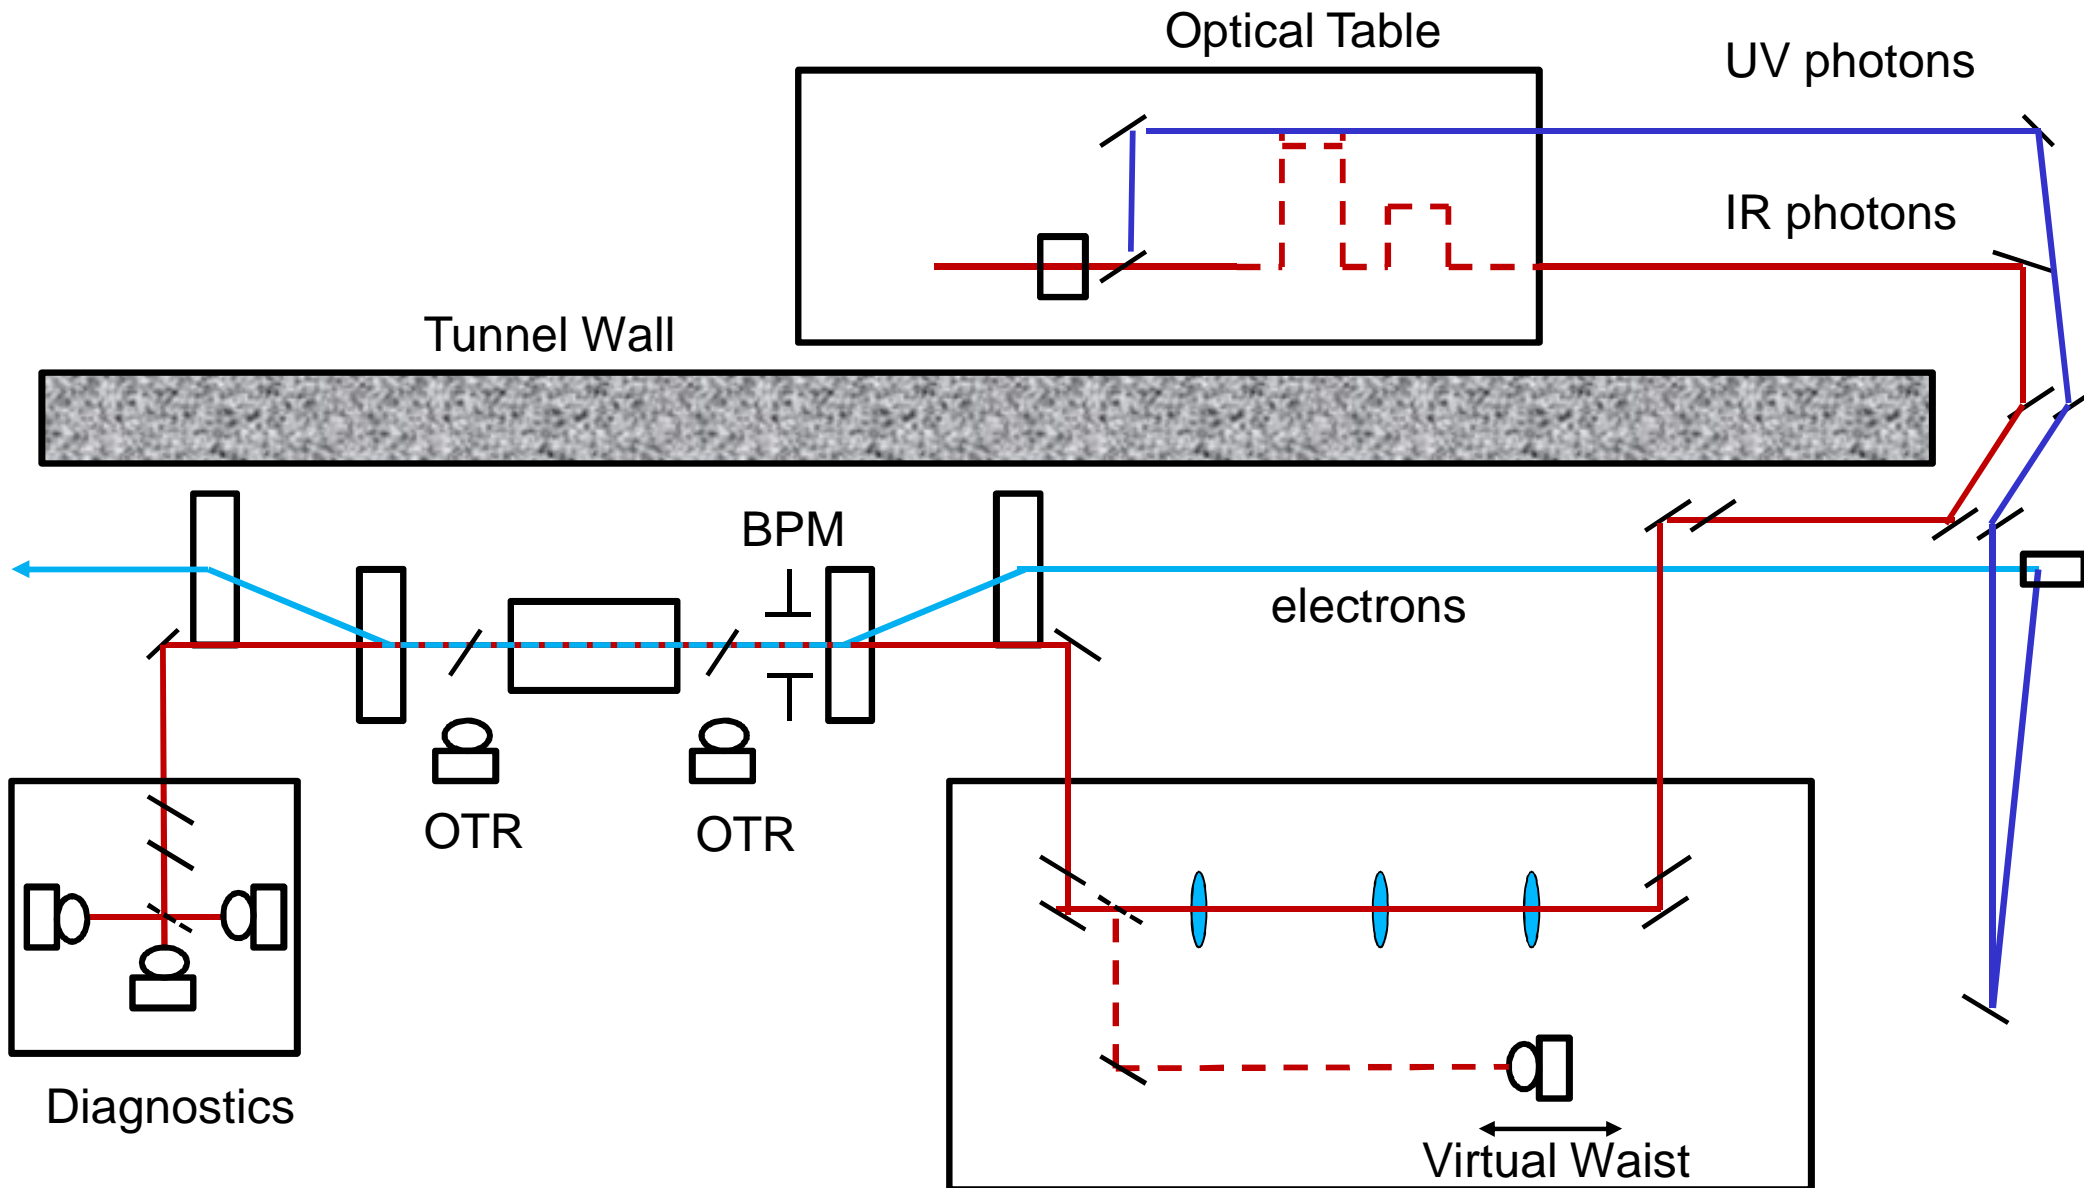 Optical Table
UV photons
IR photons
Tunnel Wall
BPM
electrons
OTR
OTR
Diagnostics
Virtual Waist